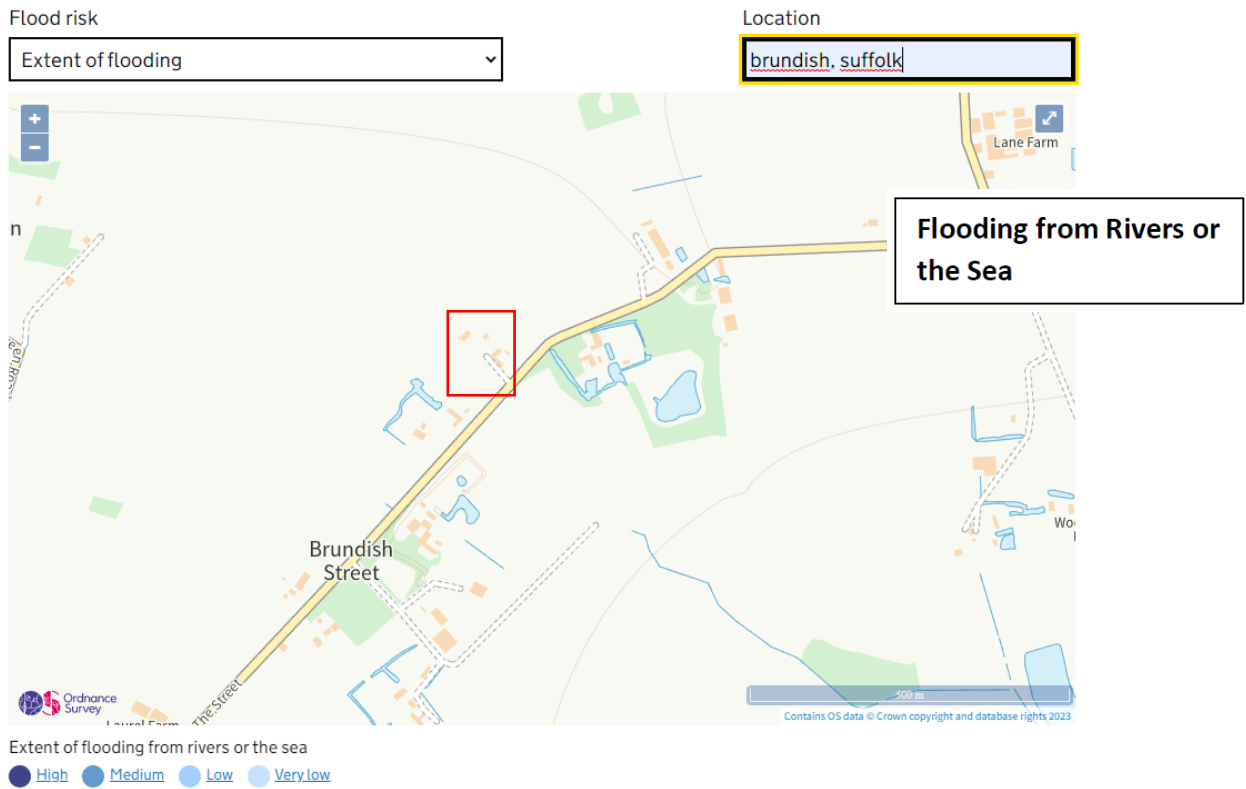 Flood risk
Location
Extent of flooding
brundish, suffolk
+
−
Lane Farm
n
Flooding from Rivers or
the Sea
Brundish
Street
Ordnance
Survey
The Street
500 m
Contains OS data © Crown copyright and database rights 2023
Extent of flooding from rivers or the sea
High
Medium
Low
Very low